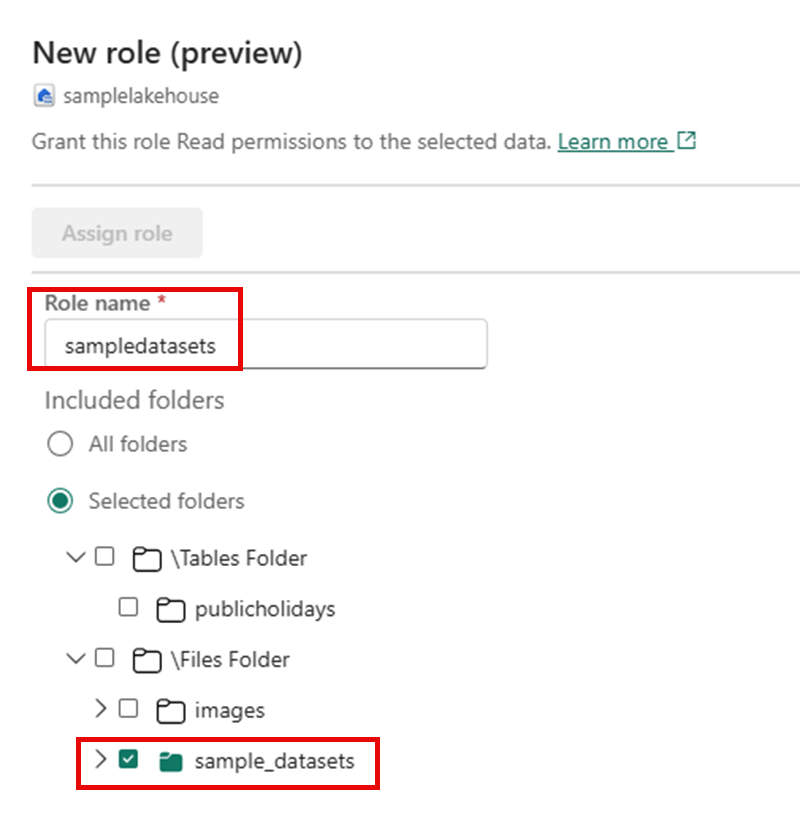 New role (preview)
samplelakehouse
Grant this role Read permissions to the selected data. Learn more
Assign role
Role name *
sampledatasets
Included folders
All folders
Selected folders
\Tables Folder
publicholidays
\Files Folder
images
sample_datasets